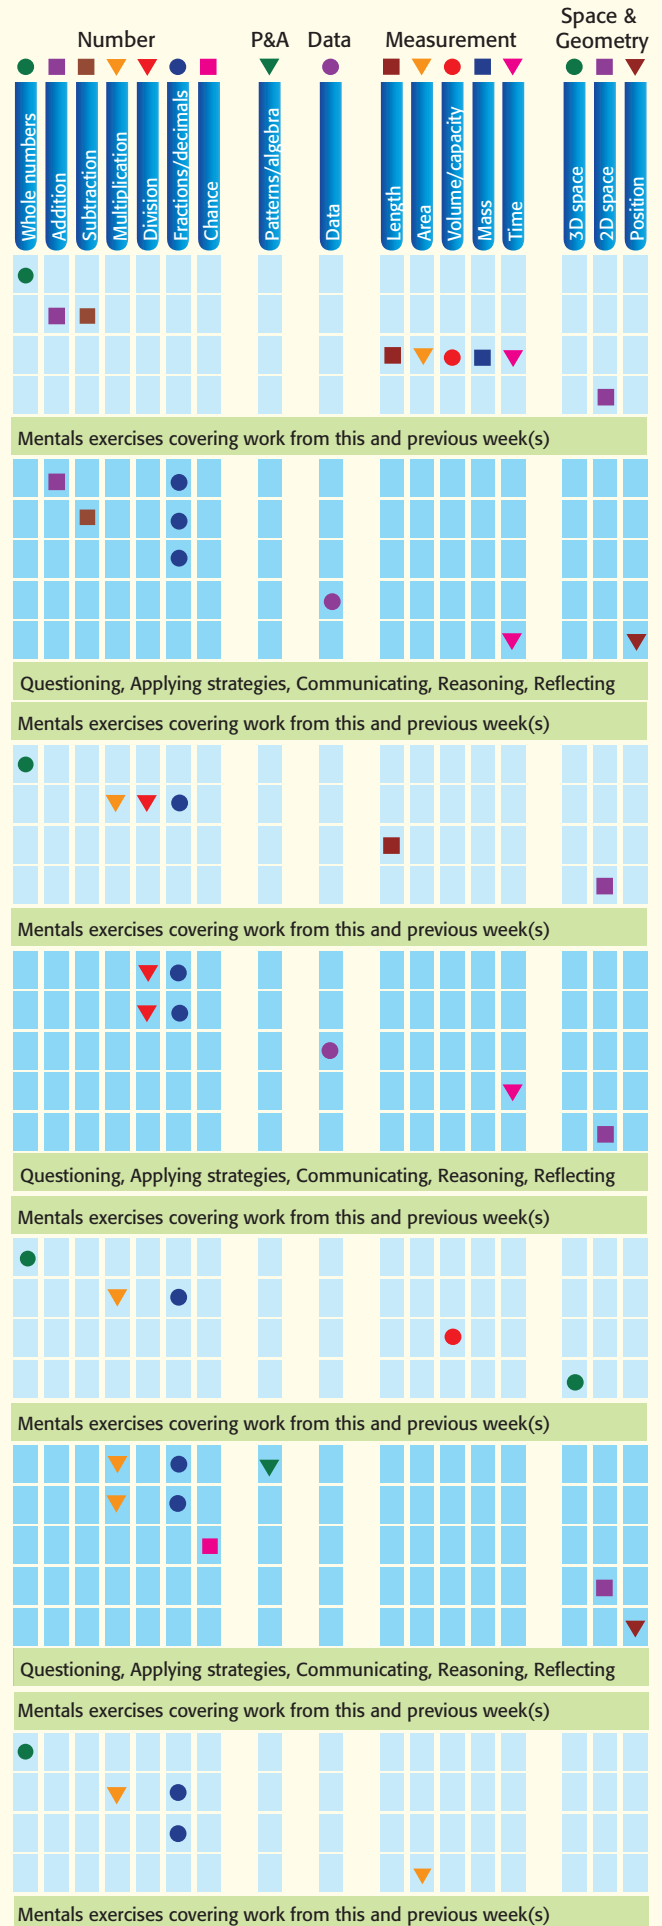 Number
P&A
Data
Measurement
Space &
Geometry
Whole numbers
Addition
Subtraction
Multiplication
Division
Fractions/decimals
Chance
Patterns/algebra
Data
Length
Area
Volume/capacity
Mass
Time
3D space
2D space
Position
Mentals exercises covering work from this and previous week(s)
Questioning, Applying strategies, Communicating, Reasoning, Reflecting
Mentals exercises covering work from this and previous week(s)
Mentals exercises covering work from this and previous week(s)
Questioning, Applying strategies, Communicating, Reasoning, Reflecting
Mentals exercises covering work from this and previous week(s)
Mentals exercises covering work from this and previous week(s)
Questioning, Applying strategies, Communicating, Reasoning, Reflecting
Mentals exercises covering work from this and previous week(s)
Mentals exercises covering work from this and previous week(s)